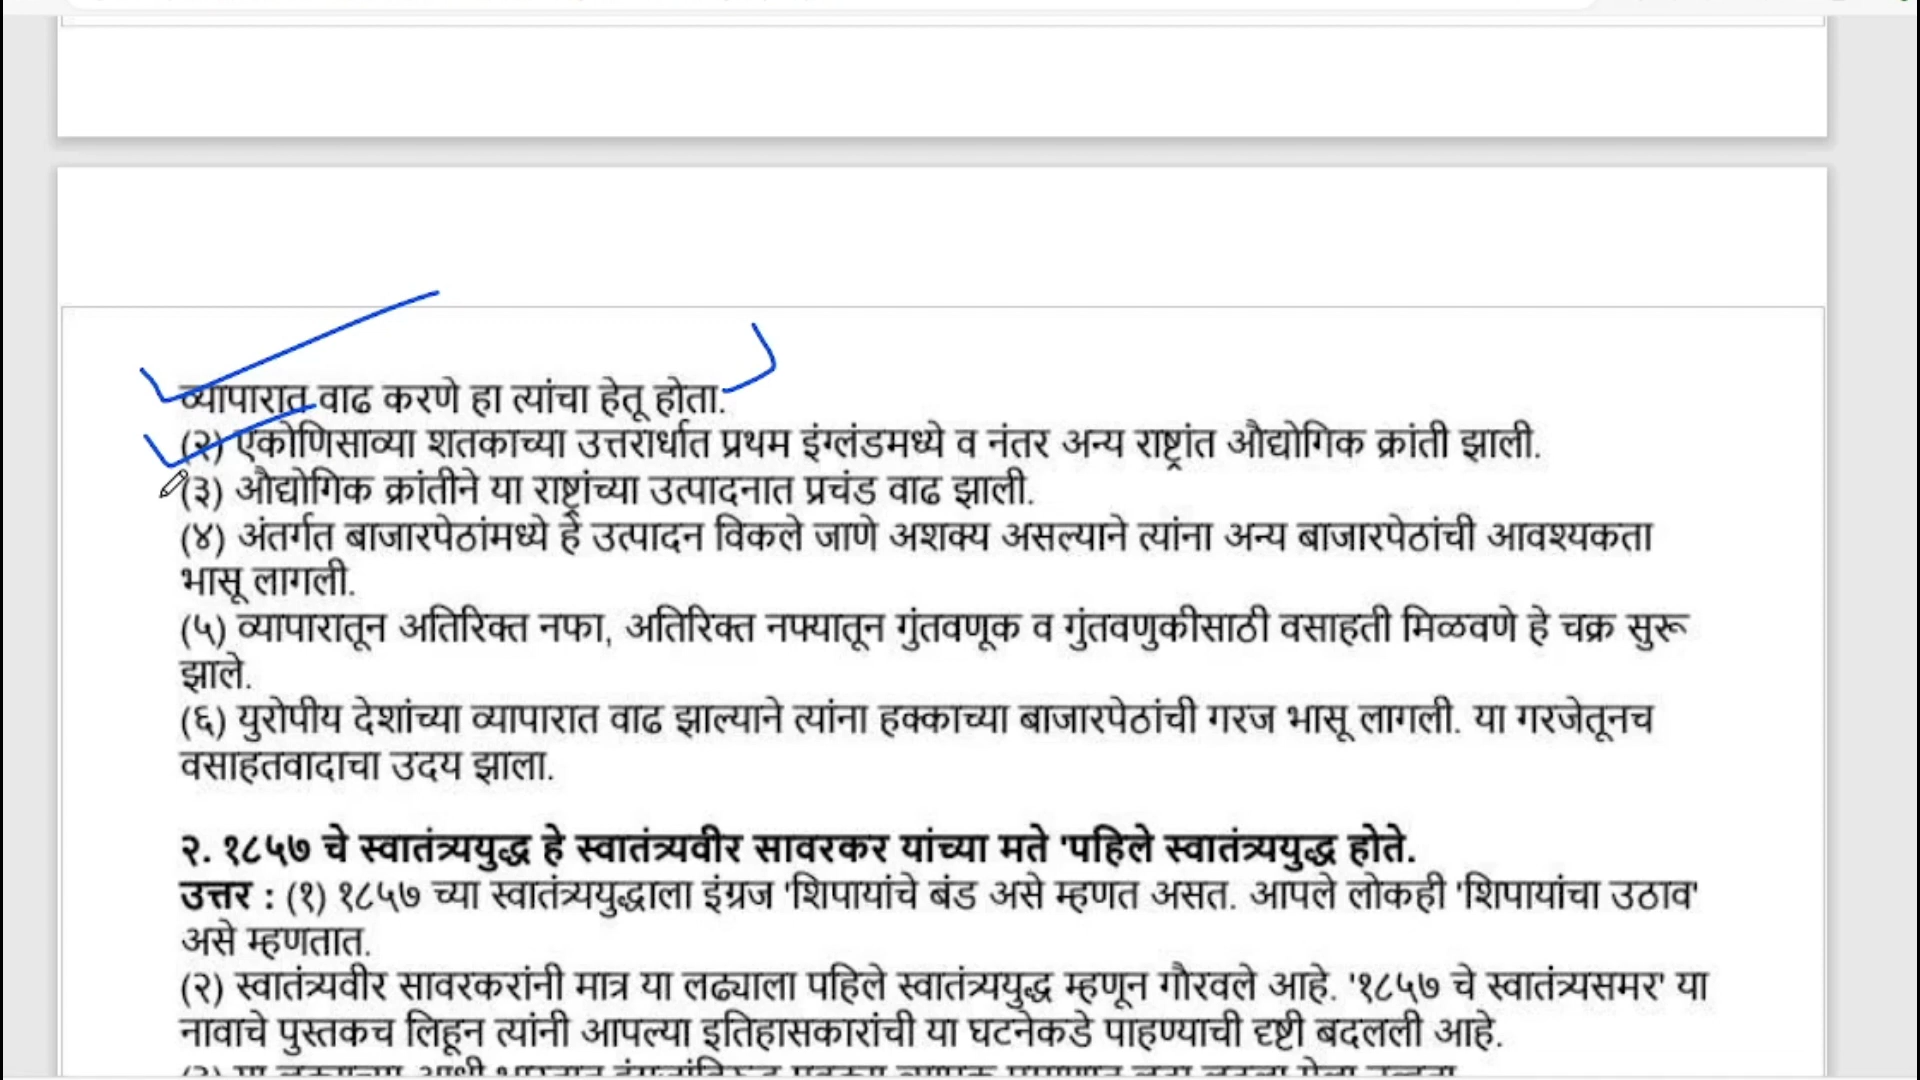 व्यापारात वाढ करणे हा त्यांचा हेतू होता.
(२) एकोणिसाव्या शतकाच्या उत्तरार्धात प्रथम इंग्लंडमध्ये व नंतर अन्य राष्ट्रांत औद्योगिक क्रांती झाली.
(३) औद्योगिक क्रांतीने या राष्ट्रांच्या उत्पादनात प्रचंड वाढ झाली.
(४) अंतर्गत बाजारपेठांमध्ये हे उत्पादन विकले जाणे अशक्य असल्याने त्यांना अन्य बाजारपेठांची आवश्यकता
भासू लागली.
(५) व्यापारातून अतिरिक्त नफा, अतिरिक्त नफ्यातून गुंतवणूक व गुंतवणुकीसाठी वसाहती मिळवणे हे चक्र सुरू
झाले.
(६) युरोपीय देशांच्या व्यापारात वाढ झाल्याने त्यांना हक्काच्या बाजारपेठांची गरज भासू लागली. या गरजेतूनच
वसाहतवादाचा उदय झाला.
२. १८५७ चे स्वातंत्र्ययुद्ध हे स्वातंत्र्यवीर सावरकर यांच्या मते 'पहिले स्वातंत्र्ययुद्ध होते.
उत्तर : (१) १८५७ च्या स्वातंत्र्ययुद्धाला इंग्रज 'शिपायांचे बंड असे म्हणत असत. आपले लोकही 'शिपायांचा उठाव'
असे म्हणतात.
(२) स्वातंत्र्यवीर सावरकरांनी मात्र या लढ्याला पहिले स्वातंत्र्ययुद्ध म्हणून गौरवले आहे. '१८५७ चे स्वातंत्र्यसमर' या
नावाचे पुस्तकच लिहून त्यांनी आपल्या इतिहासकारांची या घटनेकडे पाहण्याची दृष्टी बदलली आहे.